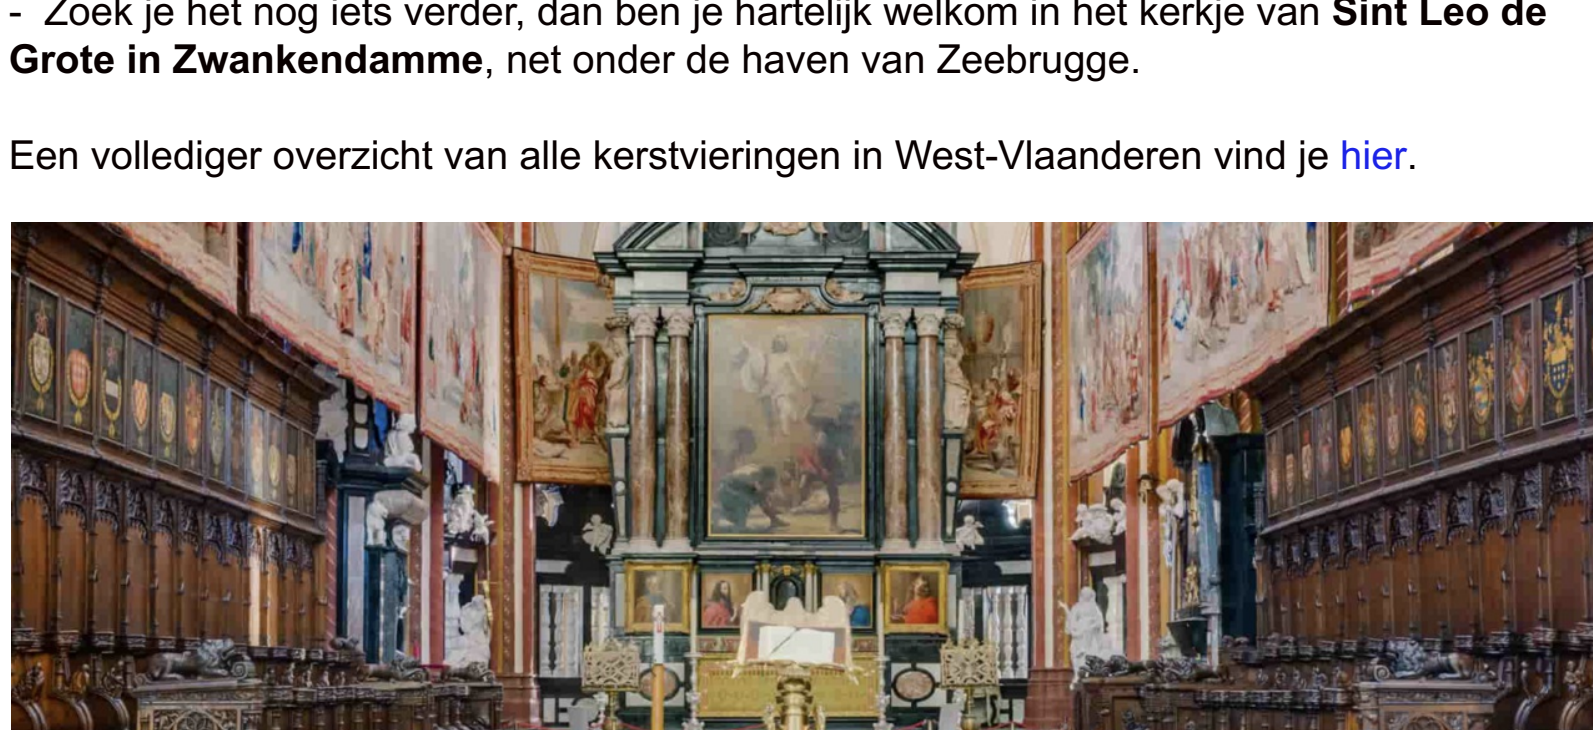 - Zoek je het nog iets verder, dan ben je hartelijk welkom in het kerkje van Sint Leo de
Grote in Zwankendamme, net onder de haven van Zeebrugge.
Een vollediger overzicht van alle kerstvieringen in West-Vlaanderen vind je hier.